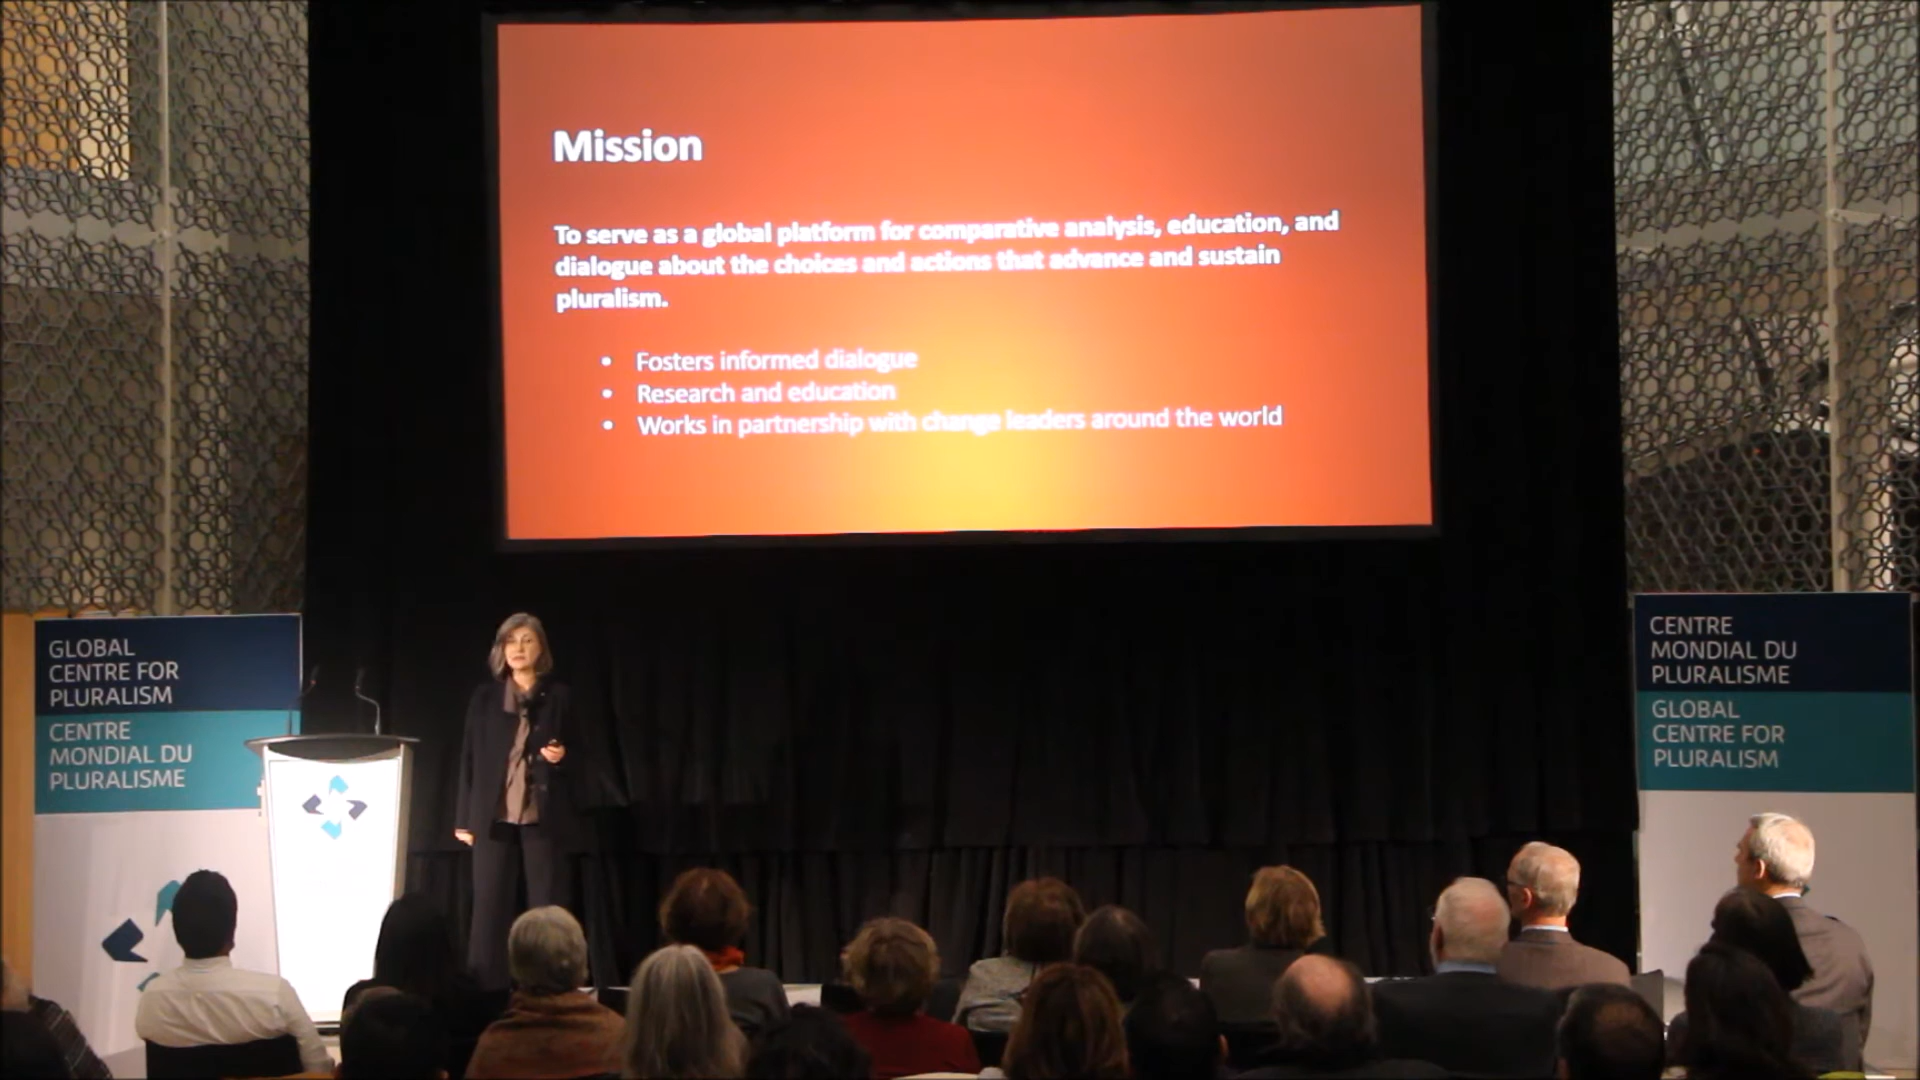 Mission
To serve as a global platform for comparative analysis, education, and
dialogue about the choices and actions that advance and sustain
pluralism.
• Fosters informed dialogue
• Research and education
• Works in partnership with change leaders around the world
GLOBAL
CENTRE FOR
PLURALISM
CENTRE
MONDIAL DU
PLURALISME
CENTRE
MONDIAL DU
PLURALISME
GLOBAL
CENTRE FOR
PLURALISM